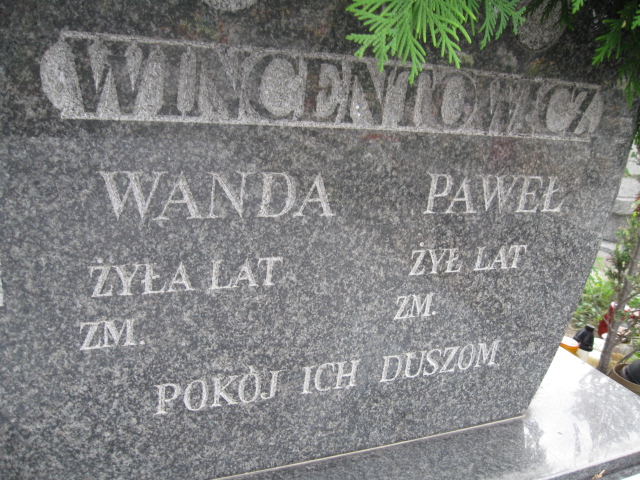 WINCENTOWICZ
WANDA PAWEŁ
ŻYŁA LAT ŻYŁ LAT
ZM. ZM.
POKÓJ ICH DUSZOM